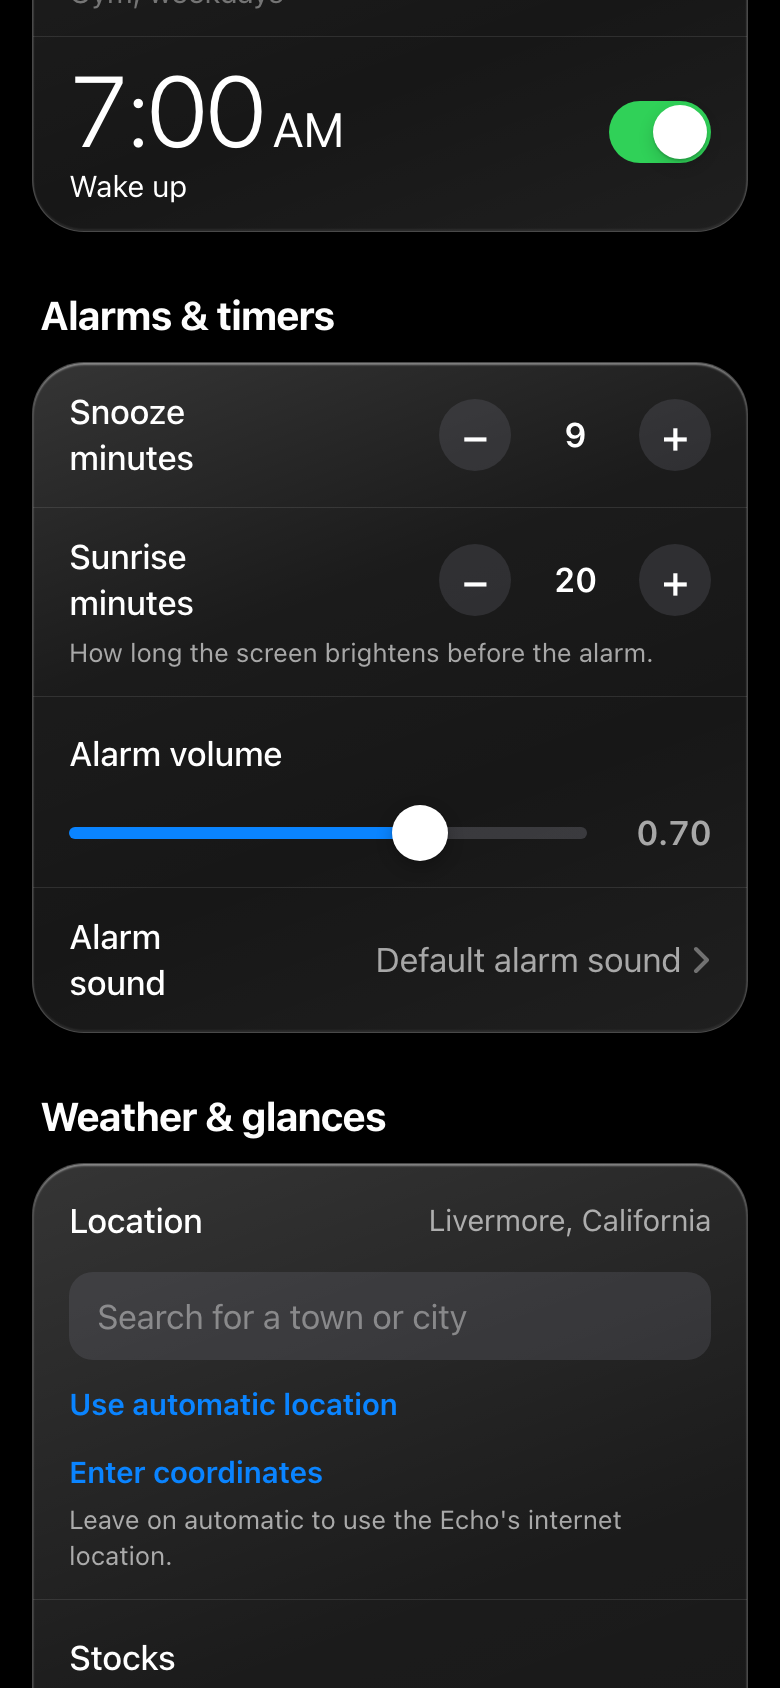 7:00 AM
Wake up
Alarms & timers
Snooze
minutes
− 9 +
Sunrise
minutes
− 20 +
How long the screen brightens before the alarm.
Alarm volume
0.70
Alarm
sound
Default alarm sound
Weather & glances
Location
Livermore, California
Search for a town or city
Use automatic location
Enter coordinates
Leave on automatic to use the Echo's internet
location.
Stocks